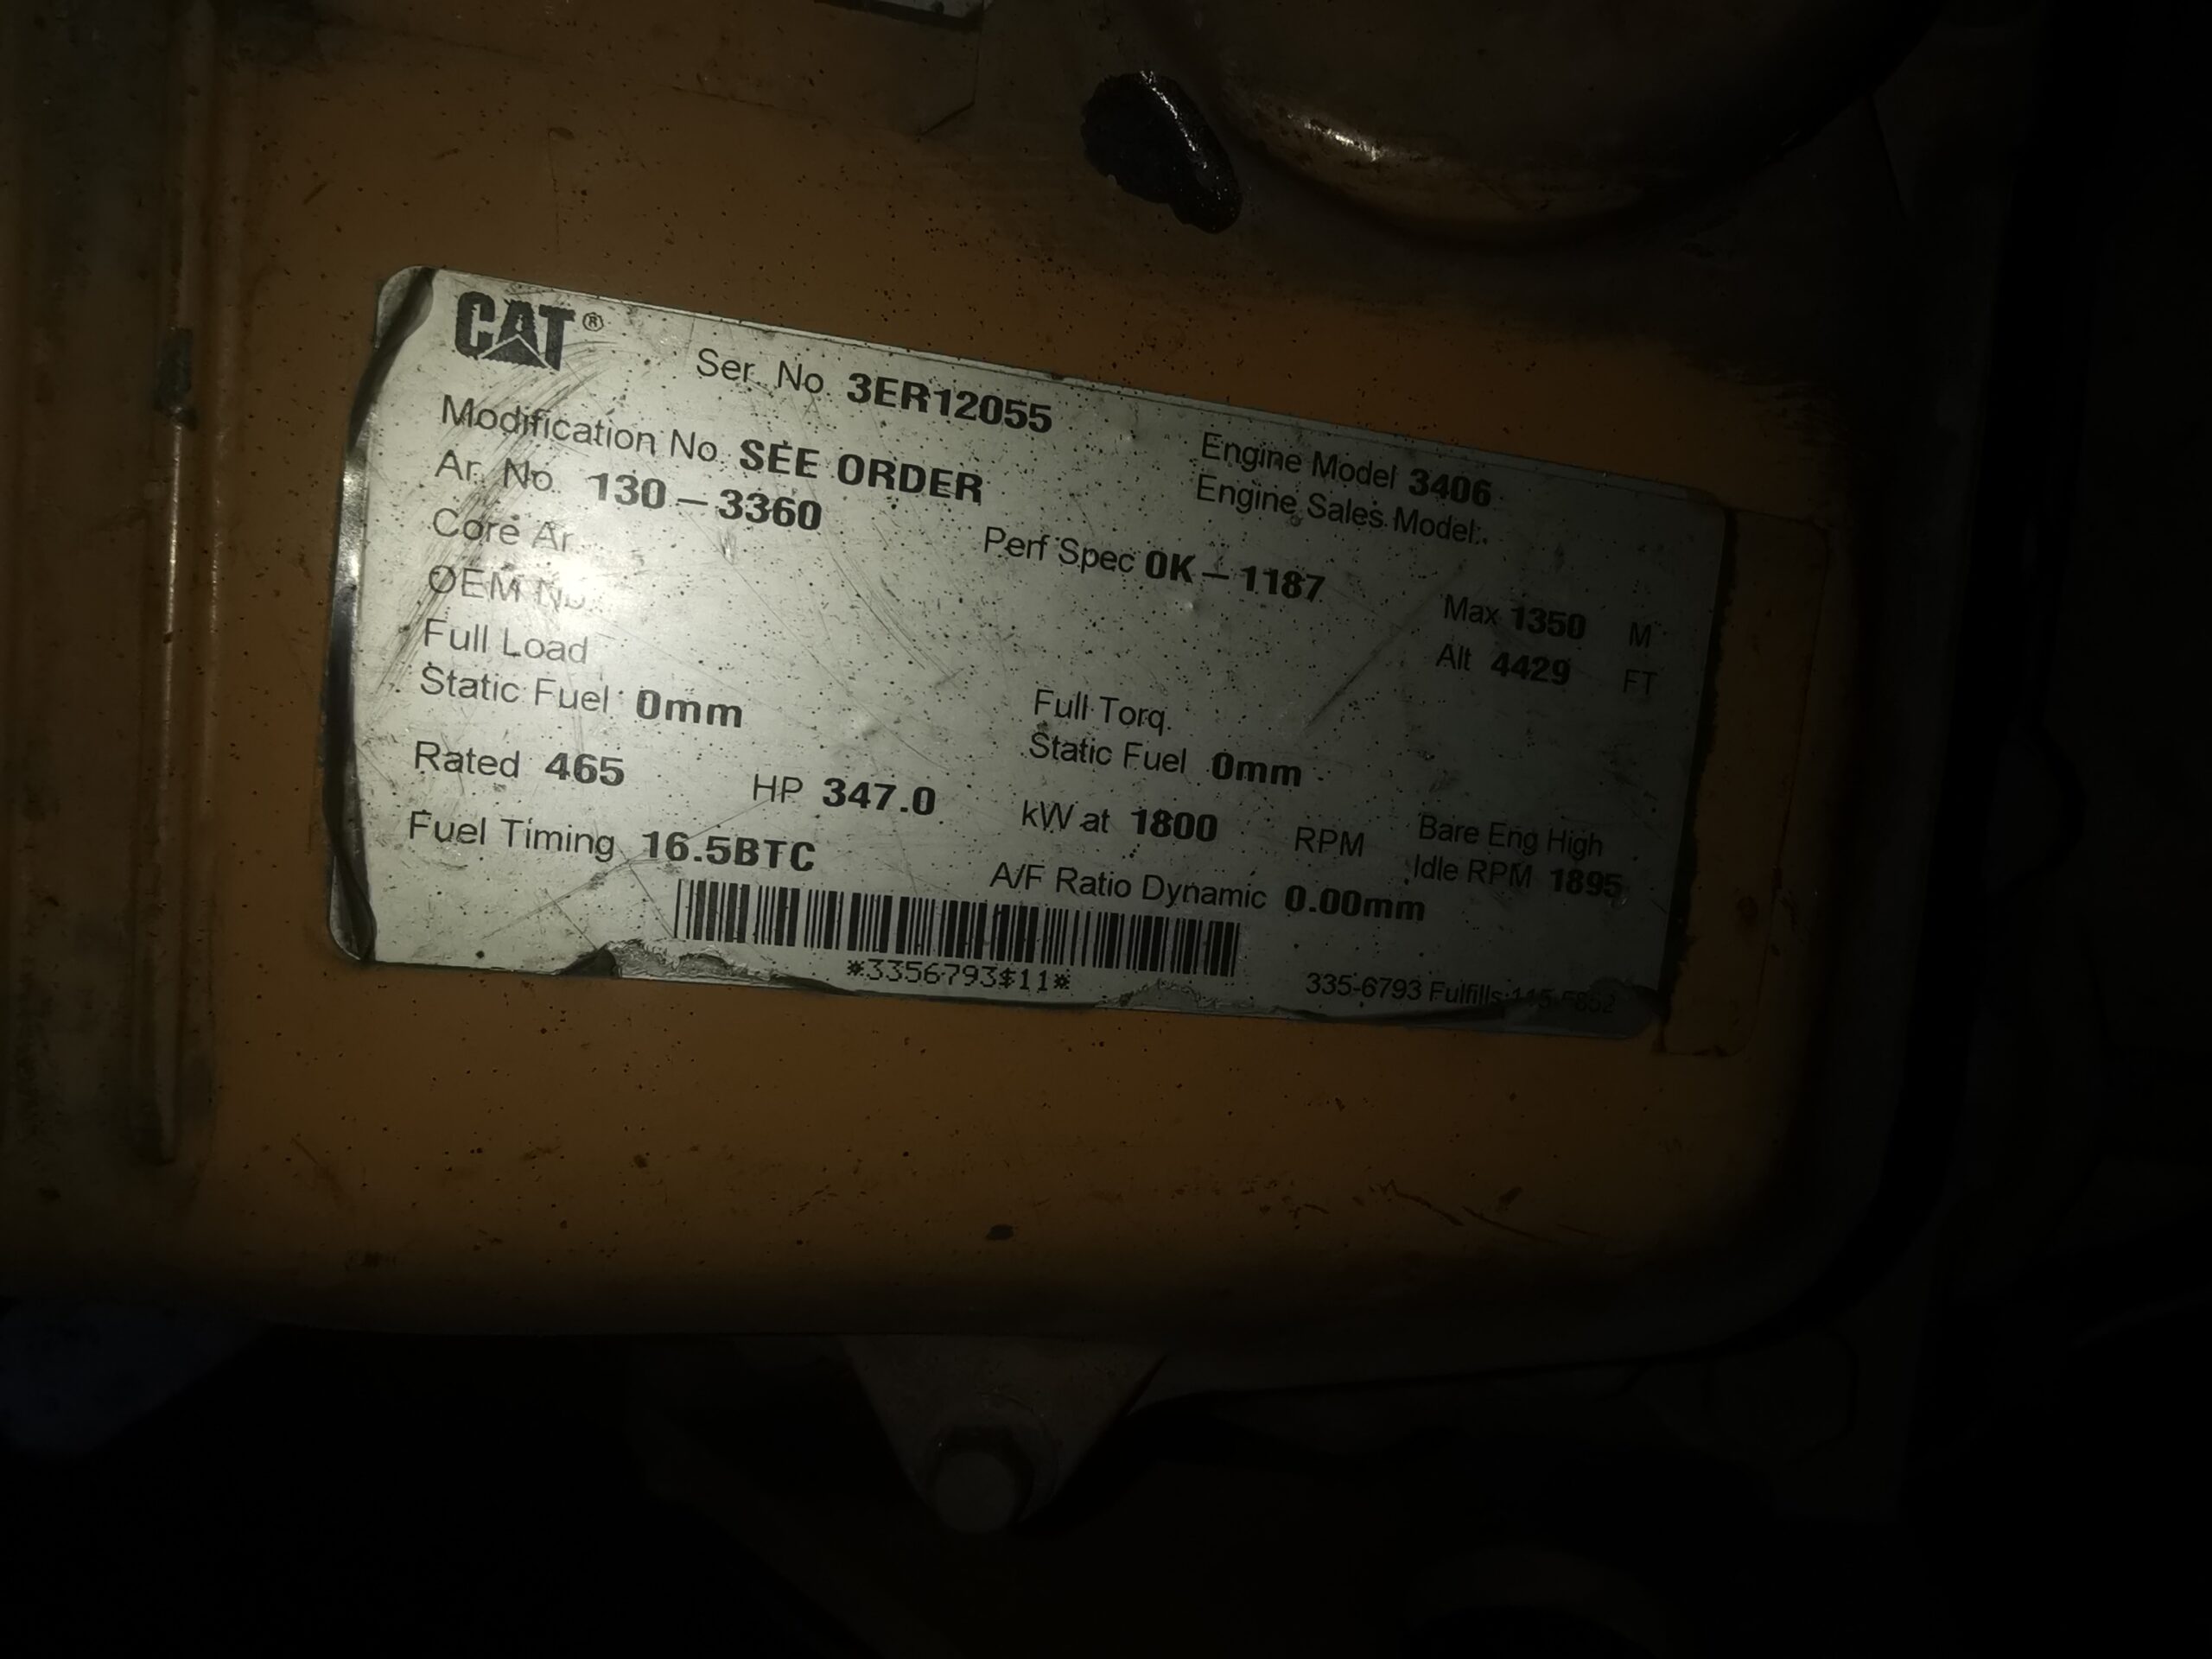 CAT®
Ser. No. 3ER12055
Engine Model 3406
Modification No. SEE ORDER
Engine Sales Model
Ar. No. 130-3360
Perf Spec 0K-1187
Max 1350 M
Core Ar.
Alt 4429 FT
OEM No.
Full Load
Static Fuel 0mm
Full Torq.
Static Fuel 0mm
Rated 465 HP 347.0 kW at 1800 RPM
Bare Eng High
Idle RPM 1895
Fuel Timing 16.5BTC
A/F Ratio Dynamic 0.00mm
*3356793$11*
335-6793 Fulfills: